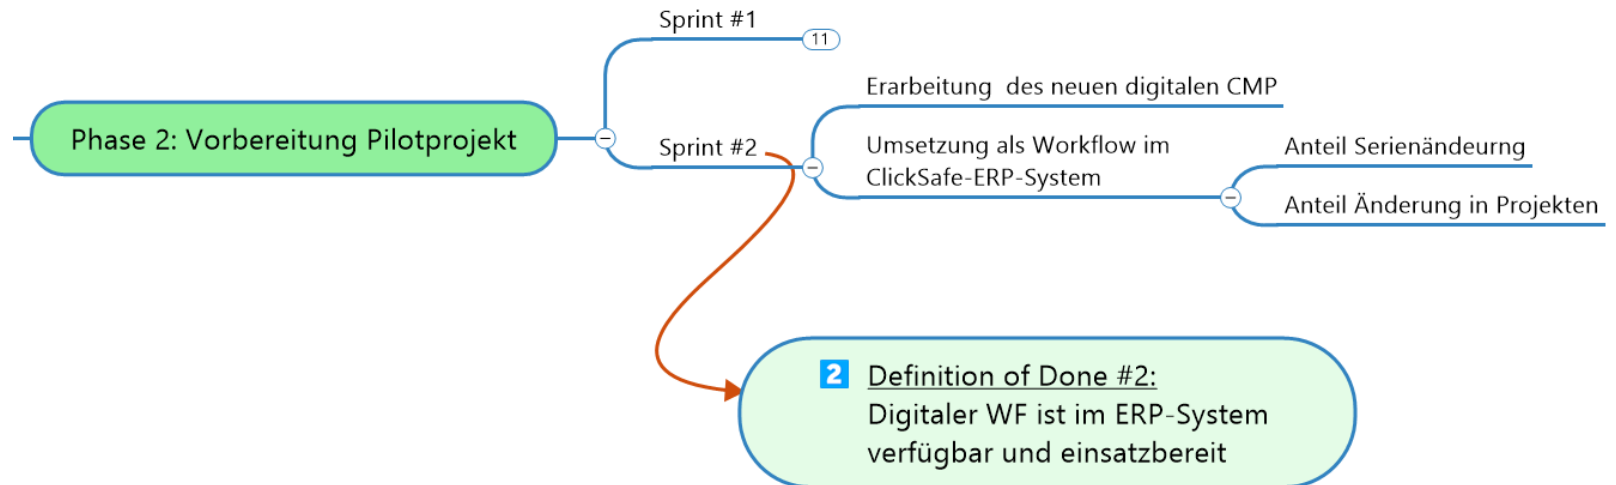 Sprint #1
11
Phase 2: Vorbereitung Pilotprojekt
Sprint #2
Erarbeitung  des neuen digitalen CMP
Umsetzung als Workflow im
ClickSafe-ERP-System
Anteil Serienändeurng
Anteil Änderung in Projekten
2
Definition of Done #2:
Digitaler WF ist im ERP-System
verfügbar und einsatzbereit